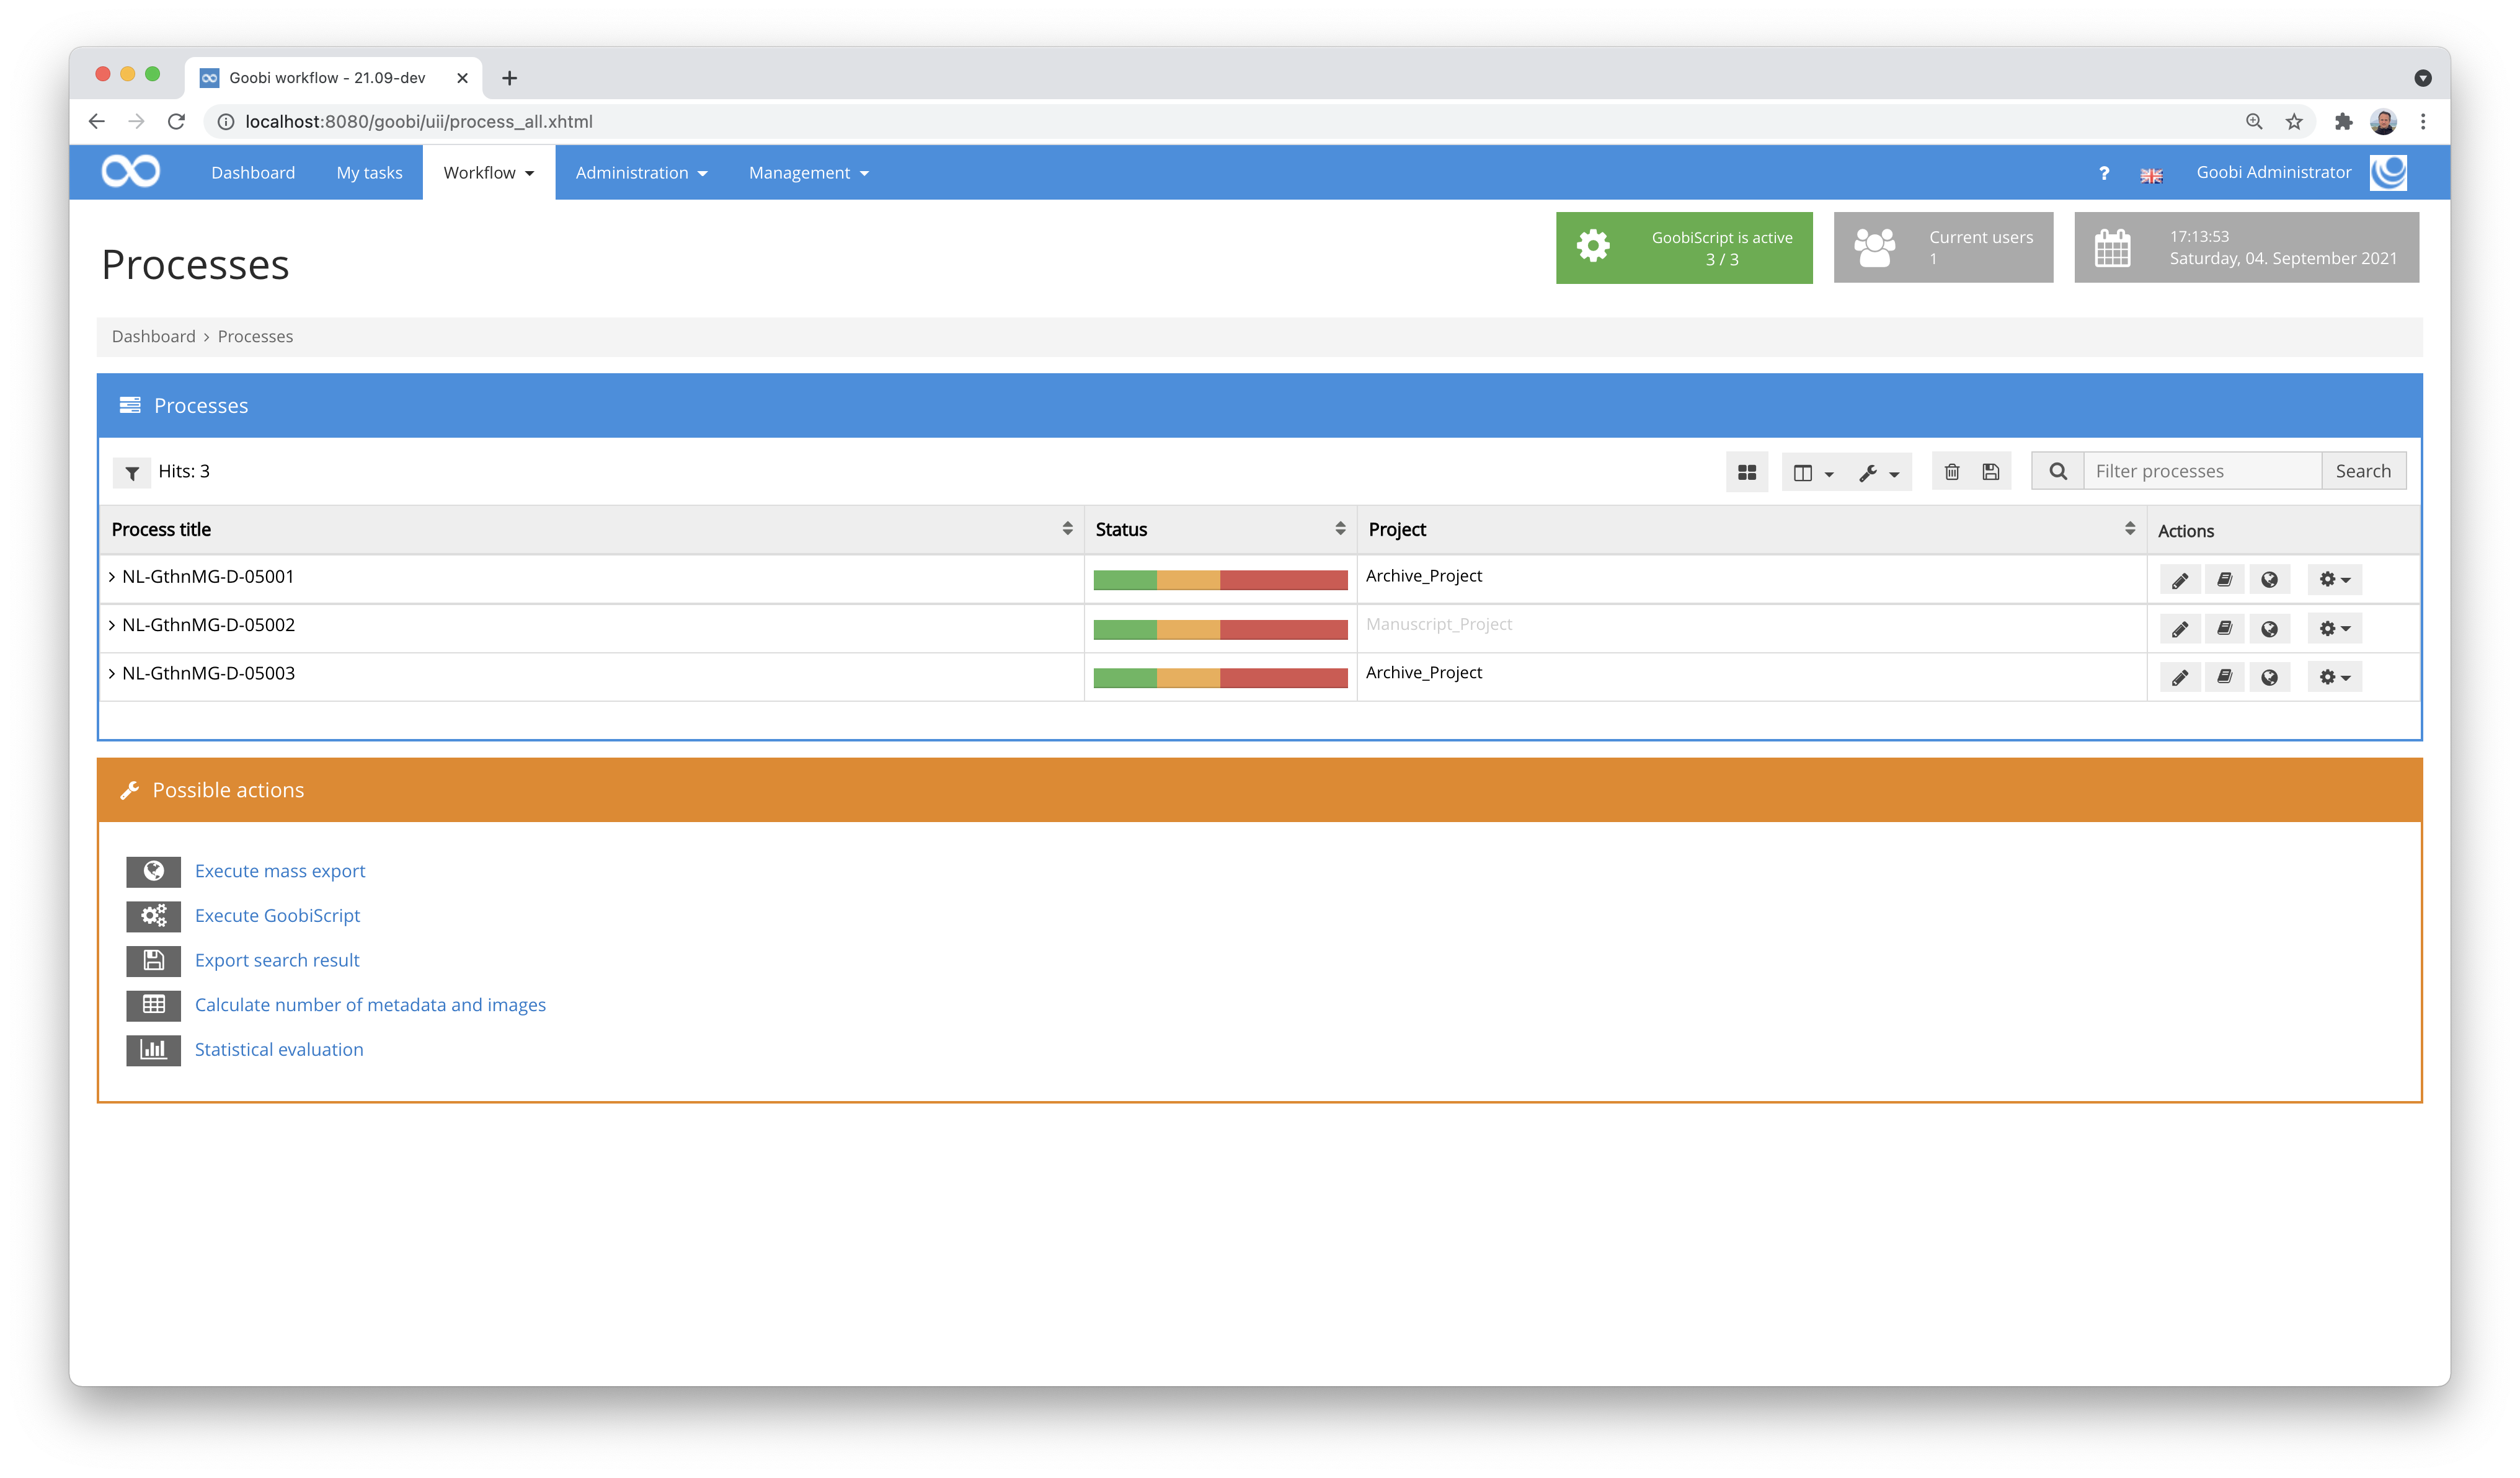 Goobi workflow - 21.09-dev
localhost:8080/goobi/uii/process_all.xhtml
Dashboard My tasks Workflow Administration Management ? Goobi Administrator
Processes
GoobiScript is active
3 / 3
Current users
1
17:13:53
Saturday, 04. September 2021
Dashboard > Processes
Processes
Hits: 3
Filter processes Search
Process title Status Project Actions
NL-GthnMG-D-05001 Archive_Project
NL-GthnMG-D-05002 Manuscript_Project
NL-GthnMG-D-05003 Archive_Project
Possible actions
Execute mass export
Execute GoobiScript
Export search result
Calculate number of metadata and images
Statistical evaluation